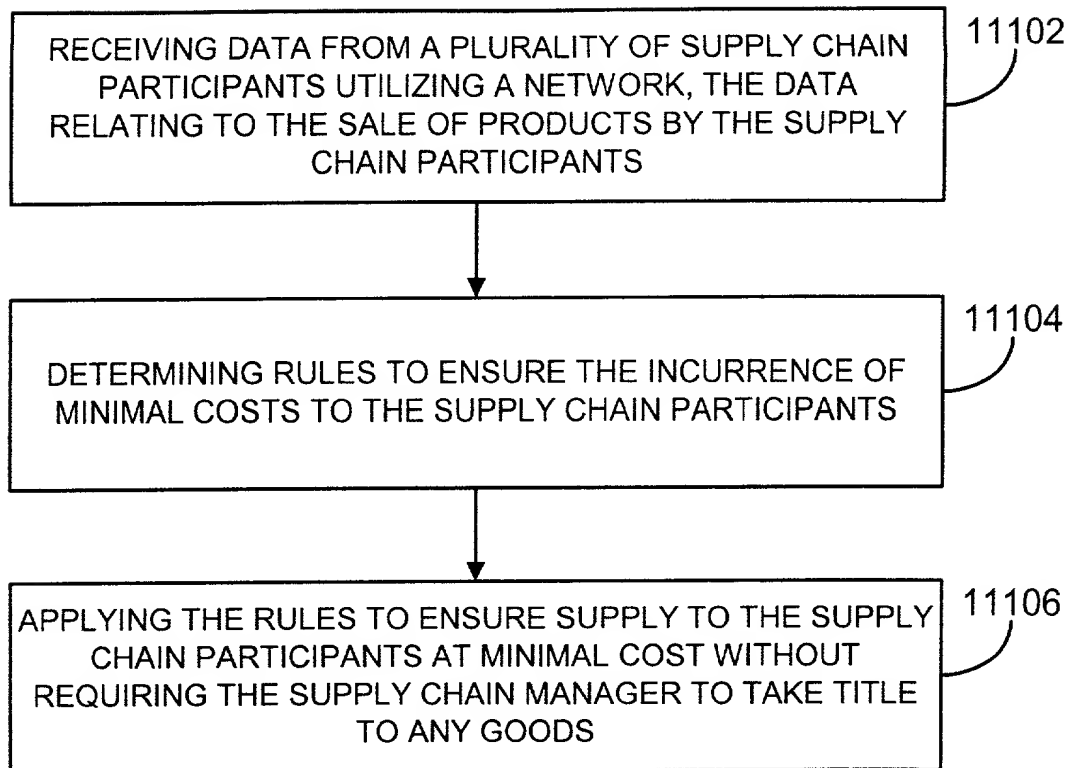 RECEIVING DATA FROM A PLURALITY OF SUPPLY CHAIN
PARTICIPANTS UTILIZING A NETWORK, THE DATA
RELATING TO THE SALE OF PRODUCTS BY THE SUPPLY
CHAIN PARTICIPANTS
11102
DETERMINING RULES TO ENSURE THE INCURRENCE OF
MINIMAL COSTS TO THE SUPPLY CHAIN PARTICIPANTS
11104
APPLYING THE RULES TO ENSURE SUPPLY TO THE SUPPLY
CHAIN PARTICIPANTS AT MINIMAL COST WITHOUT
REQUIRING THE SUPPLY CHAIN MANAGER TO TAKE TITLE
TO ANY GOODS
11106